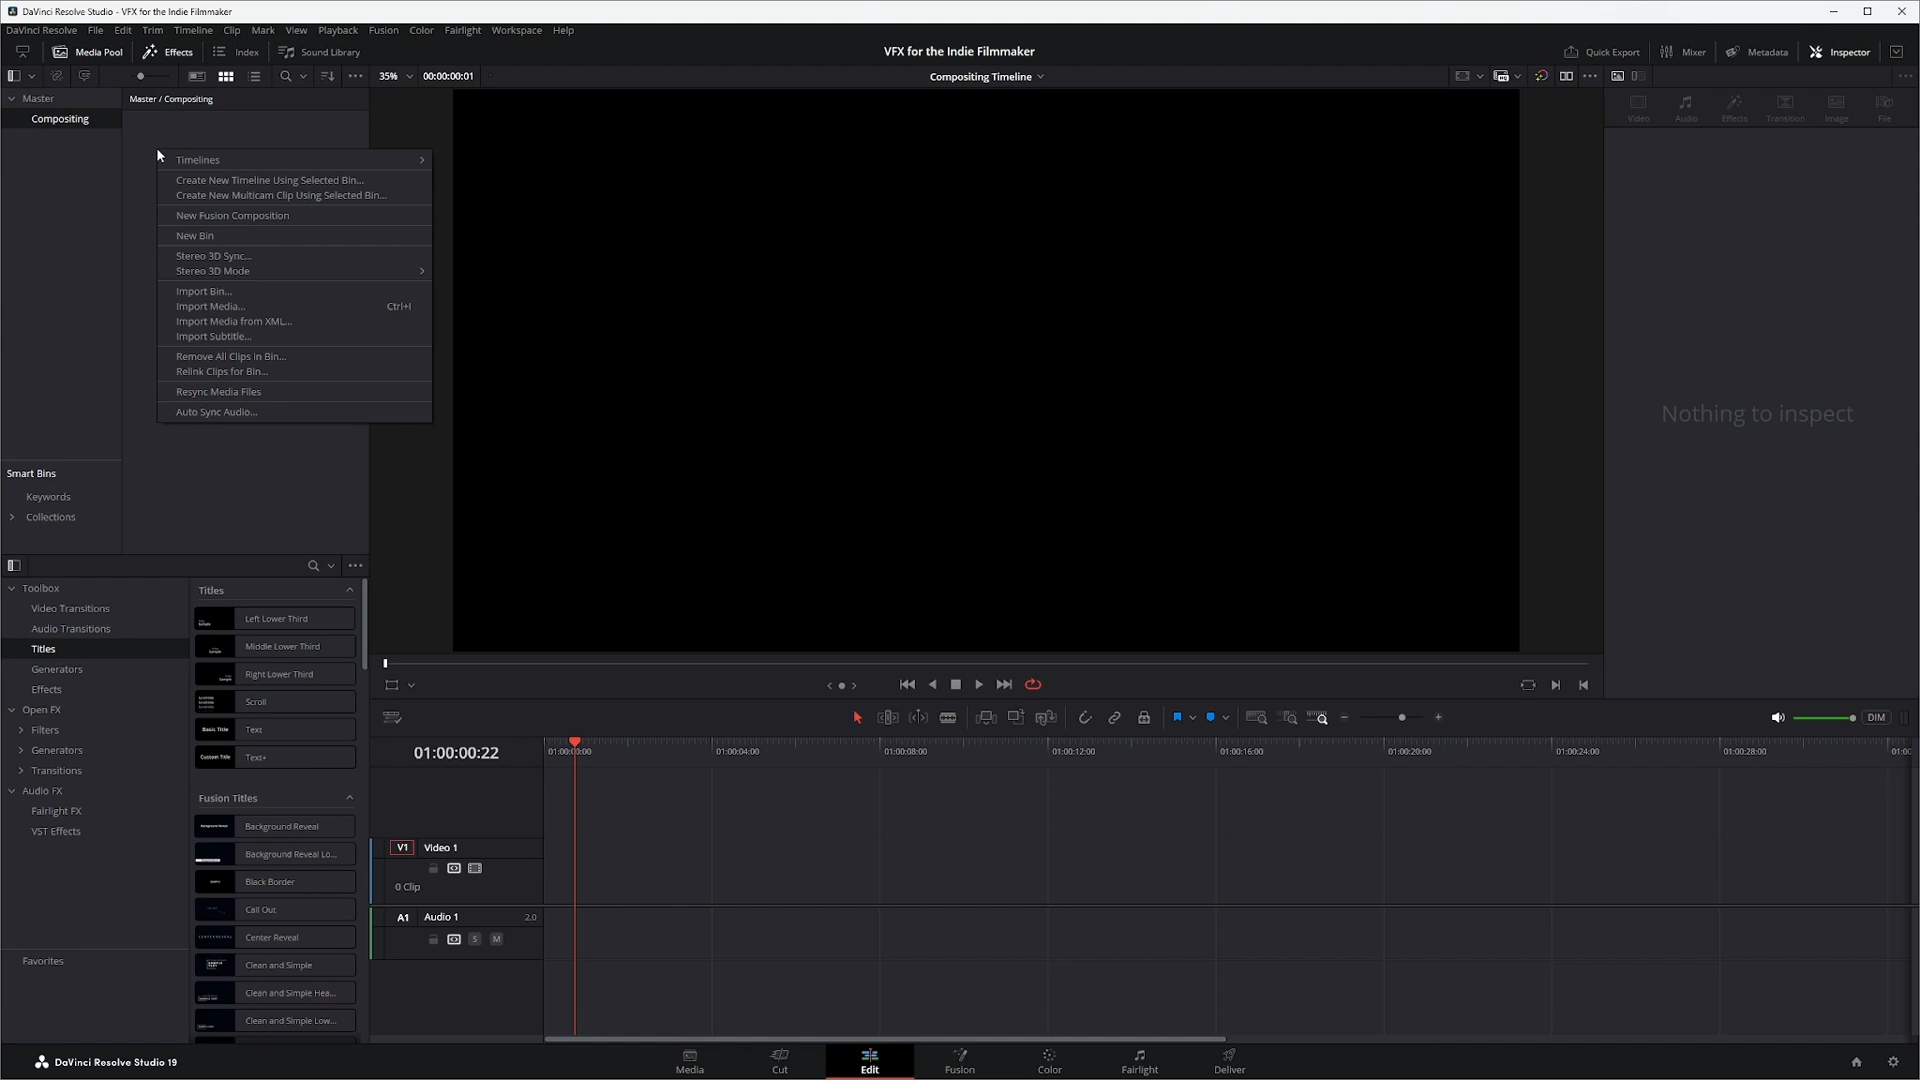 DaVinci Resolve Studio - VFX for the Indie Filmmaker
DaVinci Resolve File Edit Trim Timeline Clip Mark View Playback Fusion Color Fairlight Workspace Help
Media Pool Effects Index Sound Library VFX for the Indie Filmmaker Quick Export Mixer Metadata Inspector
35% 00:00:00:01 Compositing Timeline
Master Master / Compositing
Compositing
Video Audio Effects Transition Image File
Timelines
Create New Timeline Using Selected Bin...
Create New Multicam Clip Using Selected Bin...
New Fusion Composition
New Bin
Stereo 3D Sync...
Stereo 3D Mode
Import Bin...
Import Media... Ctrl+I
Import Media from XML...
Import Subtitle...
Remove All Clips in Bin...
Relink Clips for Bin...
Resync Media Files
Auto Sync Audio...
Nothing to inspect
Smart Bins
Keywords
Collections
Toolbox
Video Transitions
Audio Transitions
Titles
Generators
Effects
Open FX
Filters
Generators
Transitions
Audio FX
Fairlight FX
VST Effects
Favorites
Titles
Left Lower Third
Middle Lower Third
Right Lower Third
Scroll
Basic Title Text
Custom Title Text+
Fusion Titles
Background Reveal
Background Reveal Lo...
Black Border
Call Out
Center Reveal
Clean and Simple
Clean and Simple Hea...
Clean and Simple Low...
DIM
01:00:00:22 01:00:00:00 01:00:04:00 01:00:08:00 01:00:12:00 01:00:16:00 01:00:20:00 01:00:24:00 01:00:28:00
V1 Video 1
0 Clip
A1 Audio 1 2.0
S M
DaVinci Resolve Studio 19
Media Cut Edit Fusion Color Fairlight Deliver